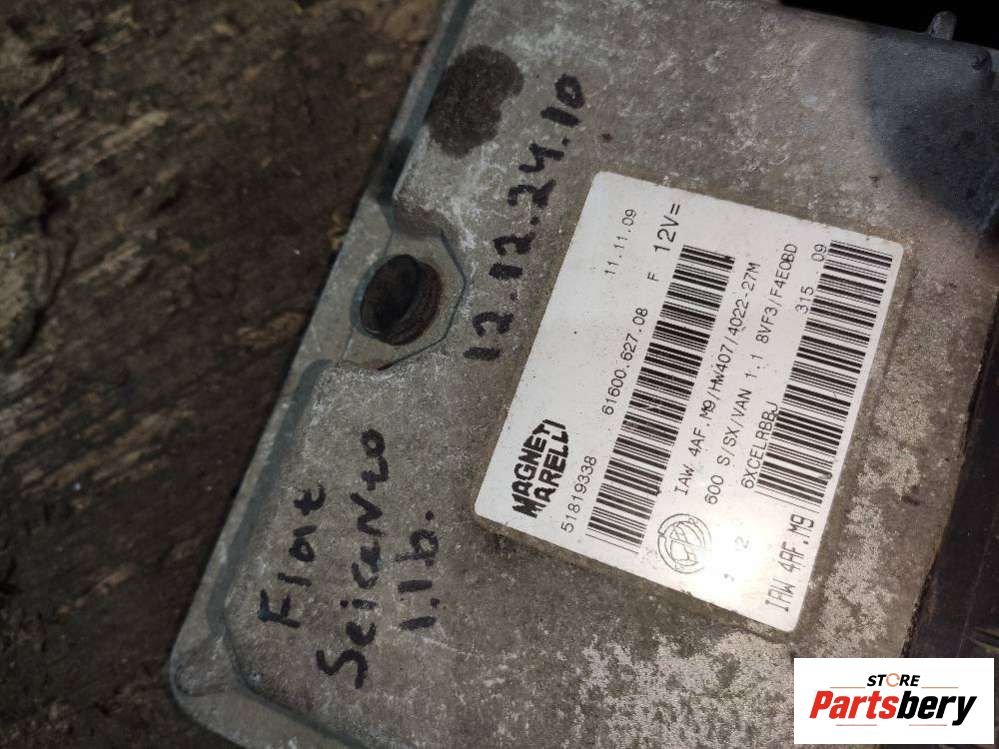 12.12.24.10
Fiat
Seicento
1.1b.
MAGNETI
MARELLI
11.11.09
51819338 61600.627.08 F 12V=
IAW 4AF.M9/HW407/4022-27M
600 S/SX/VAN 1.1 8VF3/F4EOBD
6XCELRBBJ 315 09
IAW 4AF.M9
STORE
Partsbery